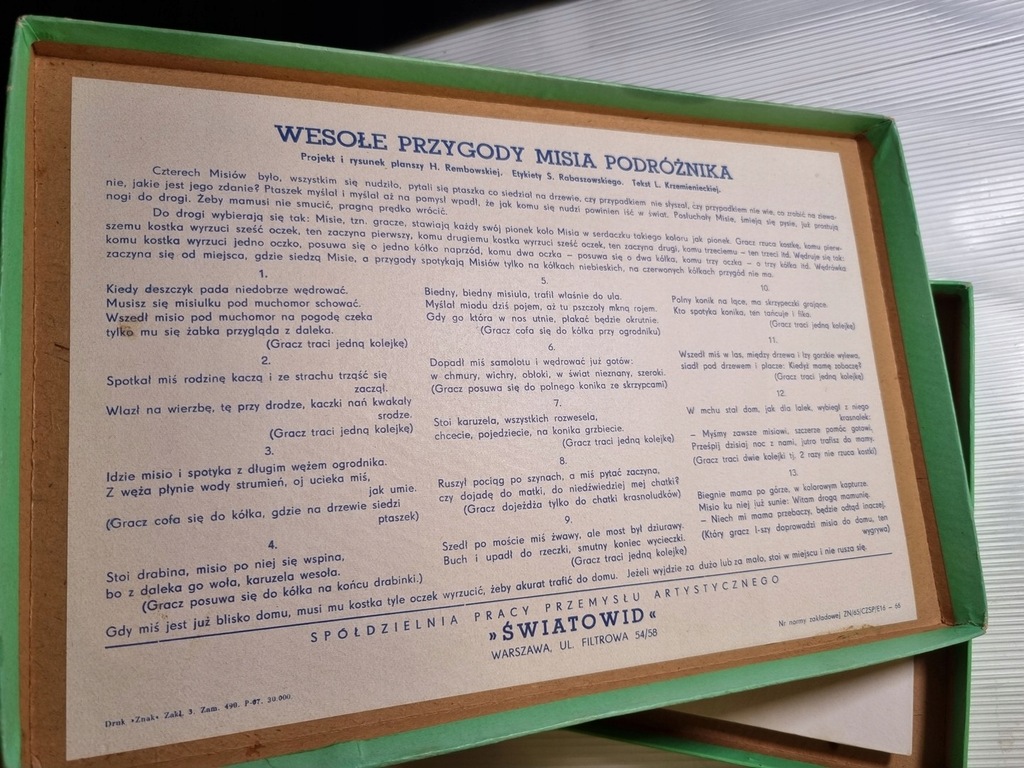 WESOŁE PRZYGODY MISIA PODRÓŻNIKA
Projekt i rysunek planszy H. Rembowskiej. Etykiety S. Rabaszowskiego. Tekst L. Krzemienieckiej.
Czterech Misiów było, wszystkim się nudziło, pytali się ptaszka co siedział na drzewie, czy przypadkiem nie słyszał, czy przypadkiem nie wie, co zrobić na ziewa-
nie, jakie jest jego zdanie? Ptaszek myślał i myślał aż na pomysł wpadł, że jak komu się nudzi powinien iść w świat. Posłuchały Misie, śmieją się pysie, już prostują
nogi do drogi. Żeby mamusi nie smucić, pragną prędko wrócić.
Do drogi wybierają się tak: Misie, tzn. gracze, stawiają każdy swój pionek koło Misia w serdaczku takiego koloru jak pionek. Gracz rzuca kostkę, komu pierw-
szemu kostka wyrzuci sześć oczek, ten zaczyna pierwszy, komu drugiemu kostka wyrzuci sześć oczek, ten zaczyna drugi, komu trzeciemu – ten trzeci itd. Wędruje się tak:
komu kostka wyrzuci jedno oczko, posuwa się o jedno kółko naprzód, komu dwa oczka – posuwa się o dwa kółka, komu trzy oczka – o trzy kółka itd. Wędrówka
zaczyna się od miejsca, gdzie siedzą Misie, a przygody spotykają Misiów tylko na kółkach niebieskich, na czerwonych kółkach przygód nie ma.
1.
Kiedy deszczyk pada niedobrze wędrować.
Musisz się misiulku pod muchomor schować.
Wszedł misio pod muchomor na pogodę czeka
tylko mu się żabka przygląda z daleka.
(Gracz traci jedną kolejkę)
2.
Spotkał miś rodzinę kaczą i ze strachu trząść się
zaczął.
Wlazł na wierzbę, tę przy drodze, kaczki nań kwakały
srodze.
(Gracz traci jedną kolejkę)
3.
Idzie misio i spotyka z długim wężem ogrodnika.
Z węża płynie wody strumień, oj ucieka miś,
jak umie.
(Gracz cofa się do kółka, gdzie na drzewie siedzi
ptaszek)
4.
Stoi drabina, misio po niej się wspina,
bo z daleka go woła, karuzela wesoła.
(Gracz posuwa się do kółka na końcu drabinki.)
5.
Biedny, biedny misiula, trafił właśnie do ula.
Myślał miodu dziś pojem, aż tu pszczoły mkną rojem.
Gdy go która w nos utnie, płakać będzie okrutnie.
(Gracz cofa się do kółka przy ogrodniku)
6.
Dopadł miś samolotu i wędrować już gotów:
w chmury, wichry, obłoki, w świat nieznany, szeroki.
(Gracz posuwa się do polnego konika ze skrzypcami)
7.
Stoi karuzela, wszystkich rozwesela,
chcecie, pojedziecie, na konika grzbiecie.
(Gracz traci jedną kolejkę)
8.
Ruszył pociąg po szynach, a miś pytać zaczyna,
czy dojadę do matki, do niedźwiedziej mej chatki?
(Gracz dojeżdża tylko do chatki krasnoludków)
9.
Szedł po moście miś żwawy, ale most był dziurawy.
Buch i upadł do rzeczki, smutny koniec wycieczki.
(Gracz traci jedną kolejkę)
10.
Polny konik na łące, ma skrzypeczki grające.
Kto spotyka konika, ten tańcuje i fika.
(Gracz traci jedną kolejkę)
11.
Wszedł miś w las, między drzewa i łzy gorzkie wylewa,
siadł pod drzewem i płacze: Kiedyż mamę zobaczę?
(Gracz traci jedną kolejkę)
12.
W mchu stał dom, jak dla lalek, wybiegł z niego
krasnalek:
– Myśmy zawsze misiowi, szczerze pomóc gotowi,
Prześpij dzisiaj noc z nami, jutro trafisz do mamy.
(Gracz traci dwie kolejki tj. 2 razy nie rzuca kostki)
13.
Biegnie mama po górze, w kolorowym kapturze.
Misio ku niej już sunie: Witam drogą mamunię.
– Niech mi mama przebaczy, będzie odtąd inaczej.
(Który gracz I-szy doprowadzi misia do domu, ten
wygrywa)
Gdy miś jest już blisko domu, musi mu kostka tyle oczek wyrzucić, żeby akurat trafić do domu. Jeżeli wyjdzie za dużo lub za mało, stoi w miejscu i nie rusza się.
SPÓŁDZIELNIA PRACY PRZEMYSŁU ARTYSTYCZNEGO
»ŚWIATOWID«
WARSZAWA, UL. FILTROWA 54/58
Nr normy zakładowej ZN/65/CZSP/E16 – 65
Druk »Znak« Zakł. 3. Zam. 490. P-67. 30.000.